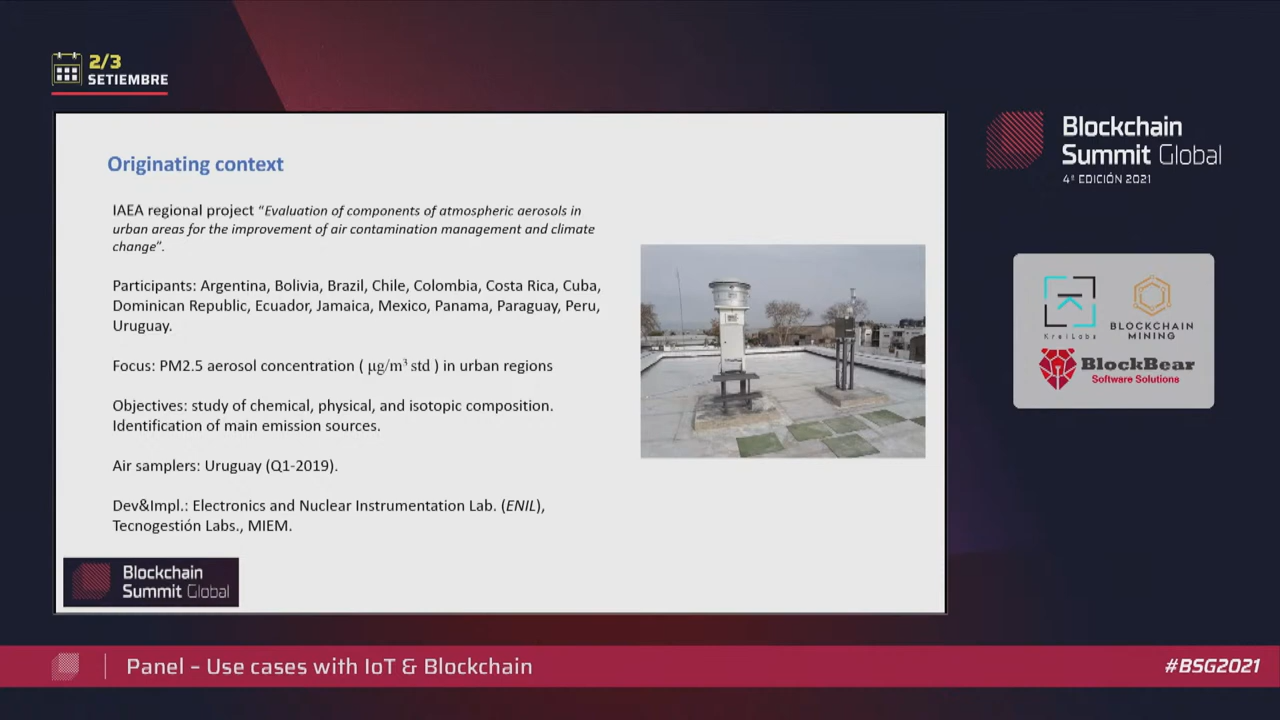 2/3
SETIEMBRE
Originating context
IAEA regional project “Evaluation of components of atmospheric aerosols in
urban areas for the improvement of air contamination management and climate
change”.
Participants: Argentina, Bolivia, Brazil, Chile, Colombia, Costa Rica, Cuba,
Dominican Republic, Ecuador, Jamaica, Mexico, Panama, Paraguay, Peru,
Uruguay.
Focus: PM2.5 aerosol concentration ( μg/m³ std ) in urban regions
Objectives: study of chemical, physical, and isotopic composition.
Identification of main emission sources.
Air samplers: Uruguay (Q1-2019).
Dev&Impl.: Electronics and Nuclear Instrumentation Lab. (ENIL),
Tecnogestión Labs., MIEM.
Blockchain
Summit Global
Blockchain
Summit Global
4ª EDICIÓN 2021
KreiLabs
BLOCKCHAIN
MINING
BlockBear
Software Solutions
Panel – Use cases with IoT & Blockchain
#BSG2021